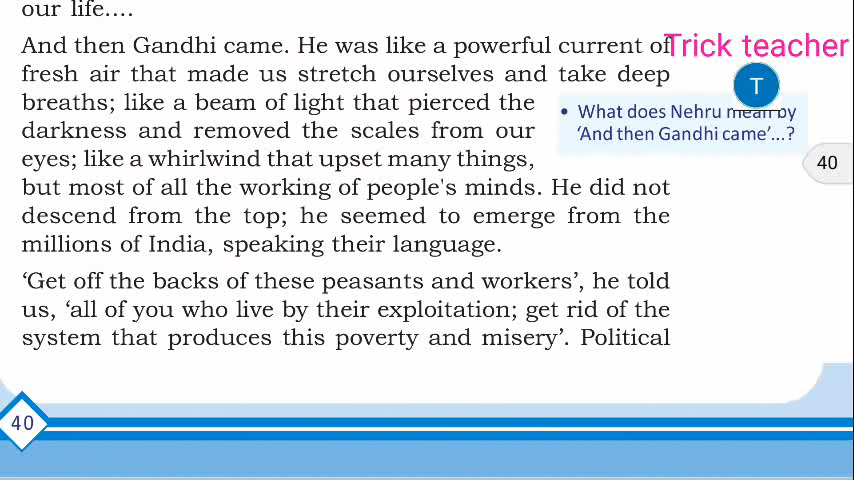 our life....
And then Gandhi came. He was like a powerful current of
Trick teacher
fresh air that made us stretch ourselves and take deep
T
breaths; like a beam of light that pierced the
• What does Nehru mean by
darkness and removed the scales from our
'And then Gandhi came'...?
eyes; like a whirlwind that upset many things,
40
but most of all the working of people's minds. He did not
descend from the top; he seemed to emerge from the
millions of India, speaking their language.
'Get off the backs of these peasants and workers', he told
us, 'all of you who live by their exploitation; get rid of the
system that produces this poverty and misery'. Political
40